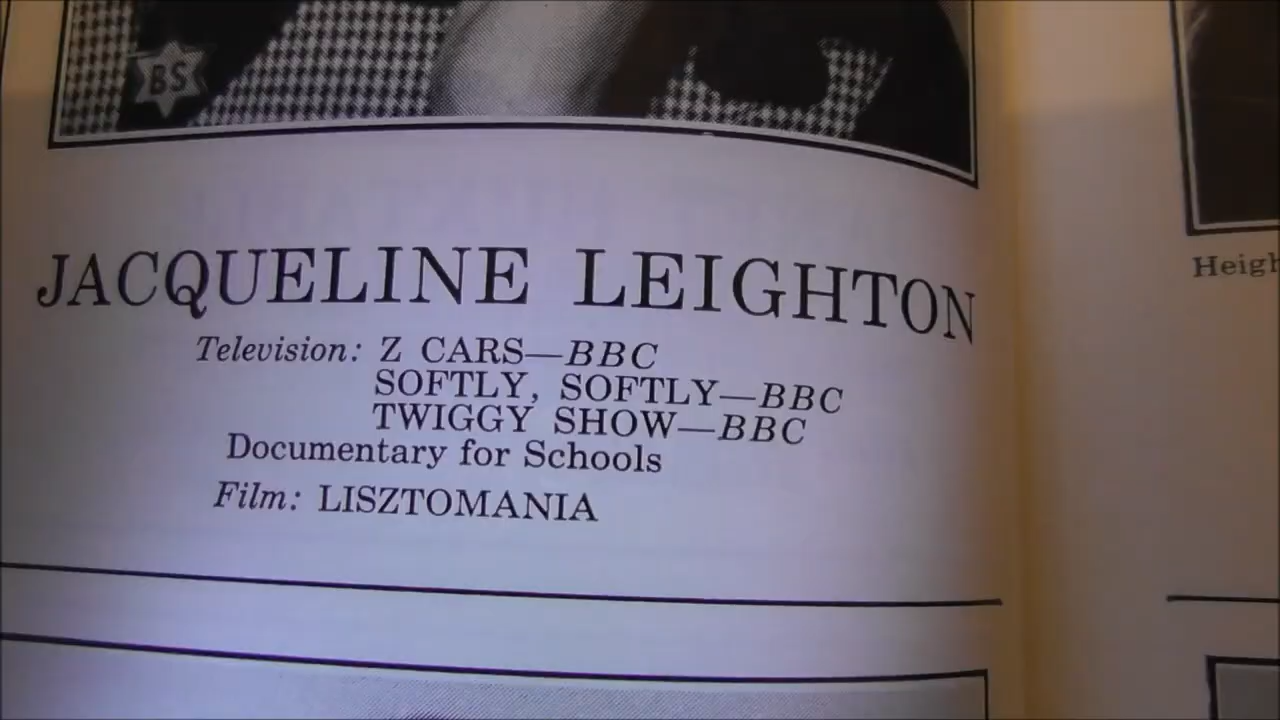 BS
JACQUELINE LEIGHTON
Television: Z CARS—BBC
SOFTLY, SOFTLY—BBC
TWIGGY SHOW—BBC
Documentary for Schools
Film: LISZTOMANIA